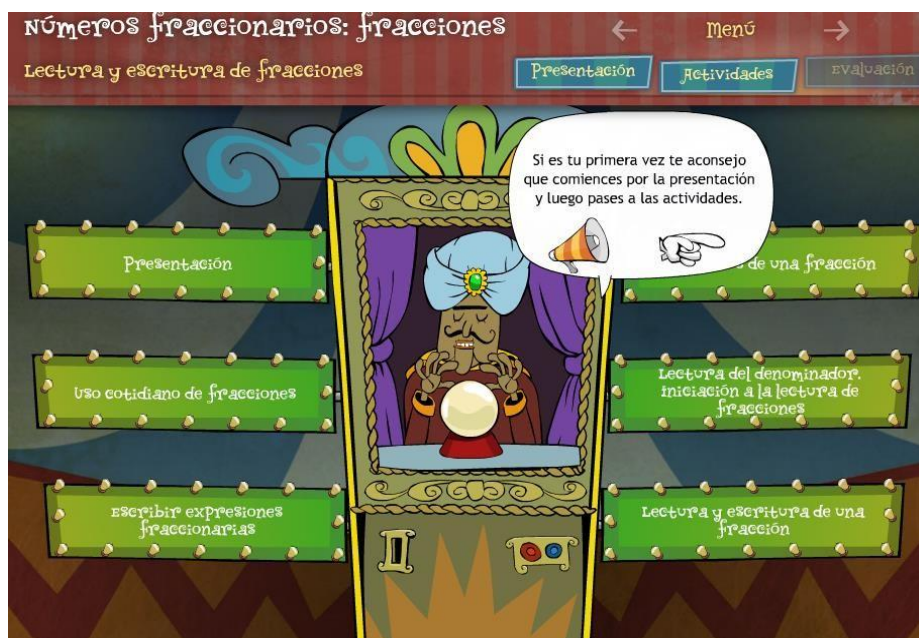 Números fraccionarios: fracciones
Menú
Lectura y escritura de fracciones
Presentación
Actividades
Evaluación
Si es tu primera vez te aconsejo
que comiences por la presentación
y luego pases a las actividades.
Presentación
de una fracción
Uso cotidiano de fracciones
Lectura del denominador.
Iniciación a la lectura de
fracciones
Escribir expresiones
fraccionarias
Lectura y escritura de una
fracción